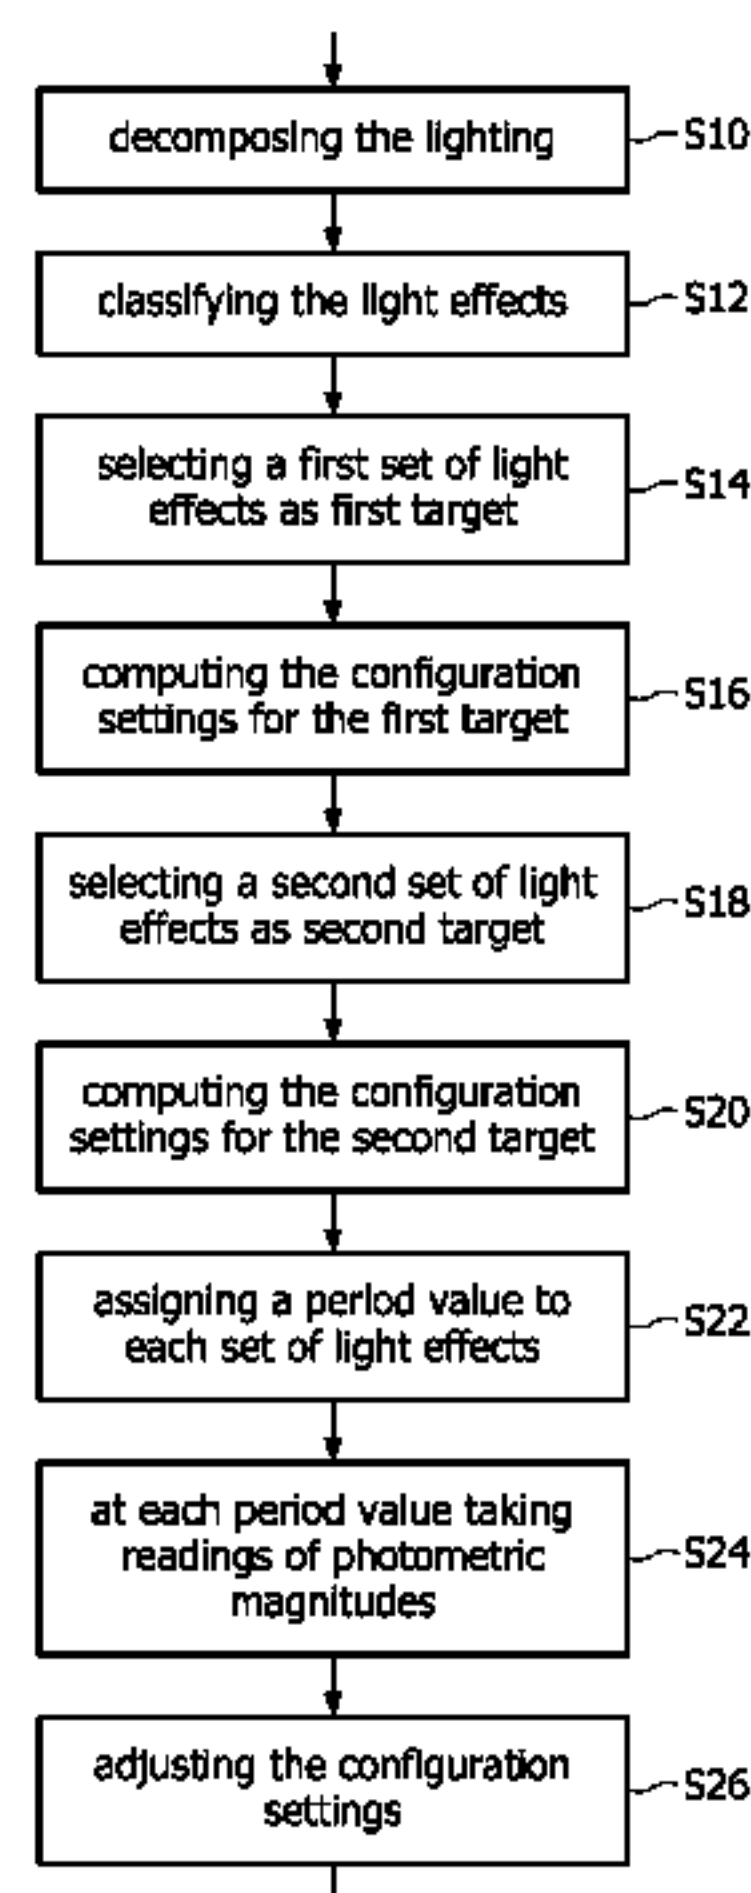 decomposing the lighting
S10
classifying the light effects
S12
selecting a first set of light
effects as first target
S14
computing the configuration
settings for the first target
S16
selecting a second set of light
effects as second target
S18
computing the configuration
settings for the second target
S20
assigning a period value to
each set of light effects
S22
at each period value taking
readings of photometric
magnitudes
S24
adjusting the configuration
settings
S26